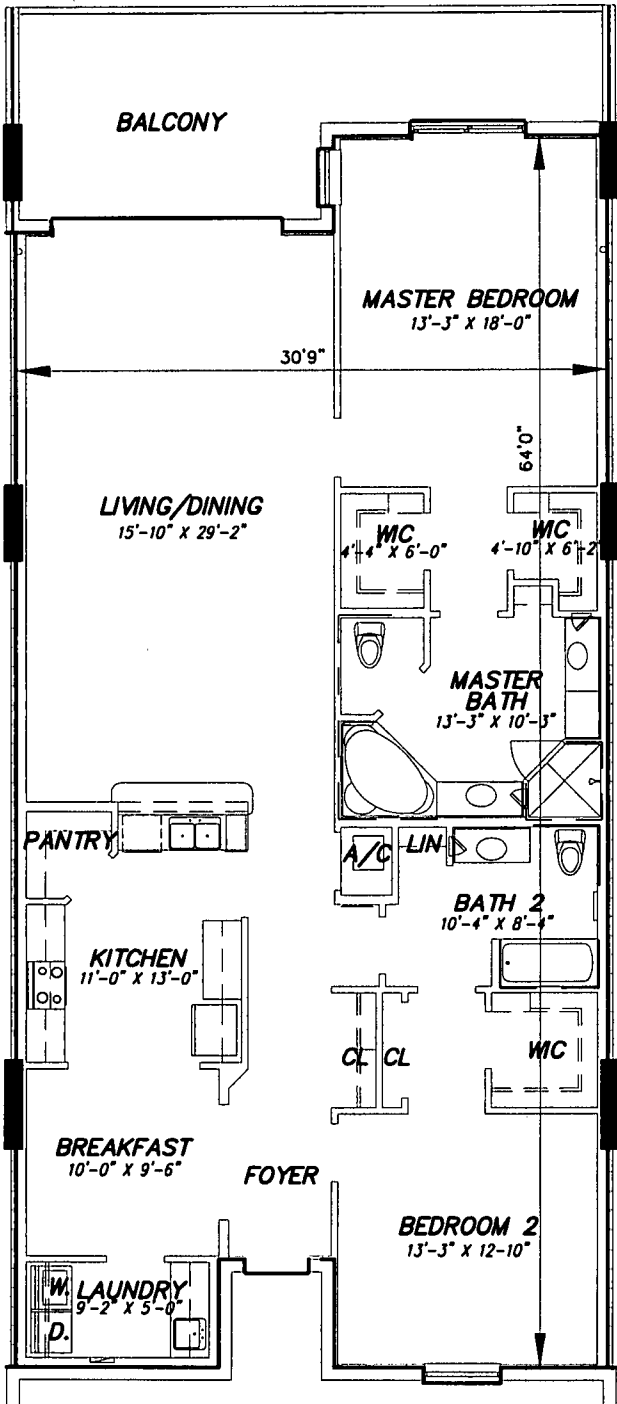 BALCONY
MASTER BEDROOM
13'-3" X 18'-0"
30'9"
64'0"
LIVING/DINING
15'-10" X 29'-2"
WIC
4'-4" X 6'-0"
WIC
4'-10" X 6'-2"
MASTER
BATH
13'-3" X 10'-3"
PANTRY
A/C
LIN
BATH 2
10'-4" X 8'-4"
KITCHEN
11'-0" X 13'-0"
CL
CL
WIC
BREAKFAST
10'-0" X 9'-6"
FOYER
BEDROOM 2
13'-3" X 12-10"
W.
LAUNDRY
9'-2" X 5'-0"
D.